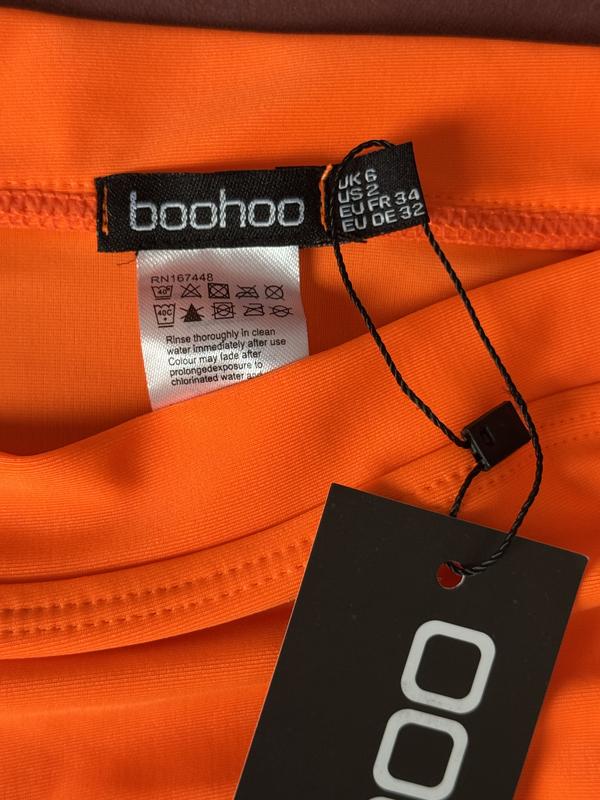 boohoo
UK 6
US 2
EU FR 34
EU DE 32
RN167448
40°
40C
Rinse thoroughly in clean
water immediately after use
Colour may fade after
prolongedexposure to
chlorinated water and
oo